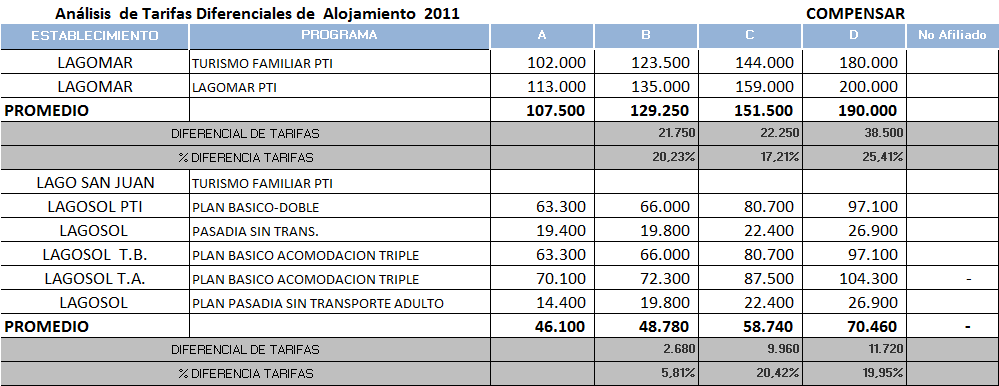 Análisis de Tarifas Diferenciales de Alojamiento 2011 COMPENSAR
ESTABLECIMIENTO PROGRAMA A B C D No Afiliado
LAGOMAR TURISMO FAMILIAR PTI 102.000 123.500 144.000 180.000
LAGOMAR LAGOMAR PTI 113.000 135.000 159.000 200.000
PROMEDIO 107.500 129.250 151.500 190.000
DIFERENCIAL DE TARIFAS 21.750 22.250 38.500
% DIFERENCIA TARIFAS 20,23% 17,21% 25,41%
LAGO SAN JUAN TURISMO FAMILIAR PTI
LAGOSOL PTI PLAN BASICO-DOBLE 63.300 66.000 80.700 97.100
LAGOSOL PASADIA SIN TRANS. 19.400 19.800 22.400 26.900
LAGOSOL T.B. PLAN BASICO ACOMODACION TRIPLE 63.300 66.000 80.700 97.100
LAGOSOL T.A. PLAN BASICO ACOMODACION TRIPLE 70.100 72.300 87.500 104.300 -
LAGOSOL PLAN PASADIA SIN TRANSPORTE ADULTO 14.400 19.800 22.400 26.900
PROMEDIO 46.100 48.780 58.740 70.460 -
DIFERENCIAL DE TARIFAS 2.680 9.960 11.720
% DIFERENCIA TARIFAS 5,81% 20,42% 19,95%